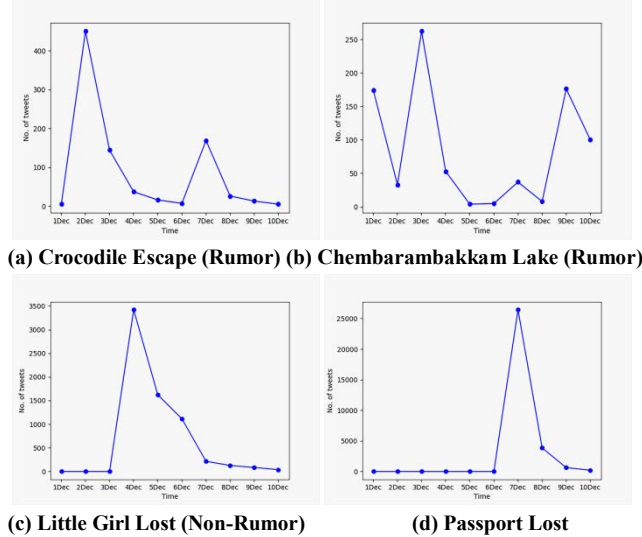 400
300
200
100
0
No. of tweets
1Dec 2Dec 3Dec 4Dec 5Dec 6Dec 7Dec 8Dec 9Dec 10Dec
Time
250
200
150
100
50
0
No. of tweets
1Dec 2Dec 3Dec 4Dec 5Dec 6Dec 7Dec 8Dec 9Dec 10Dec
Time
(a) Crocodile Escape (Rumor) (b) Chembarambakkam Lake (Rumor)
3500
3000
2500
2000
1500
1000
500
0
No. of tweets
1Dec 2Dec 3Dec 4Dec 5Dec 6Dec 7Dec 8Dec 9Dec 10Dec
Time
25000
20000
15000
10000
5000
0
No. of tweets
1Dec 2Dec 3Dec 4Dec 5Dec 6Dec 7Dec 8Dec 9Dec 10Dec
Time
(c) Little Girl Lost (Non-Rumor) (d) Passport Lost